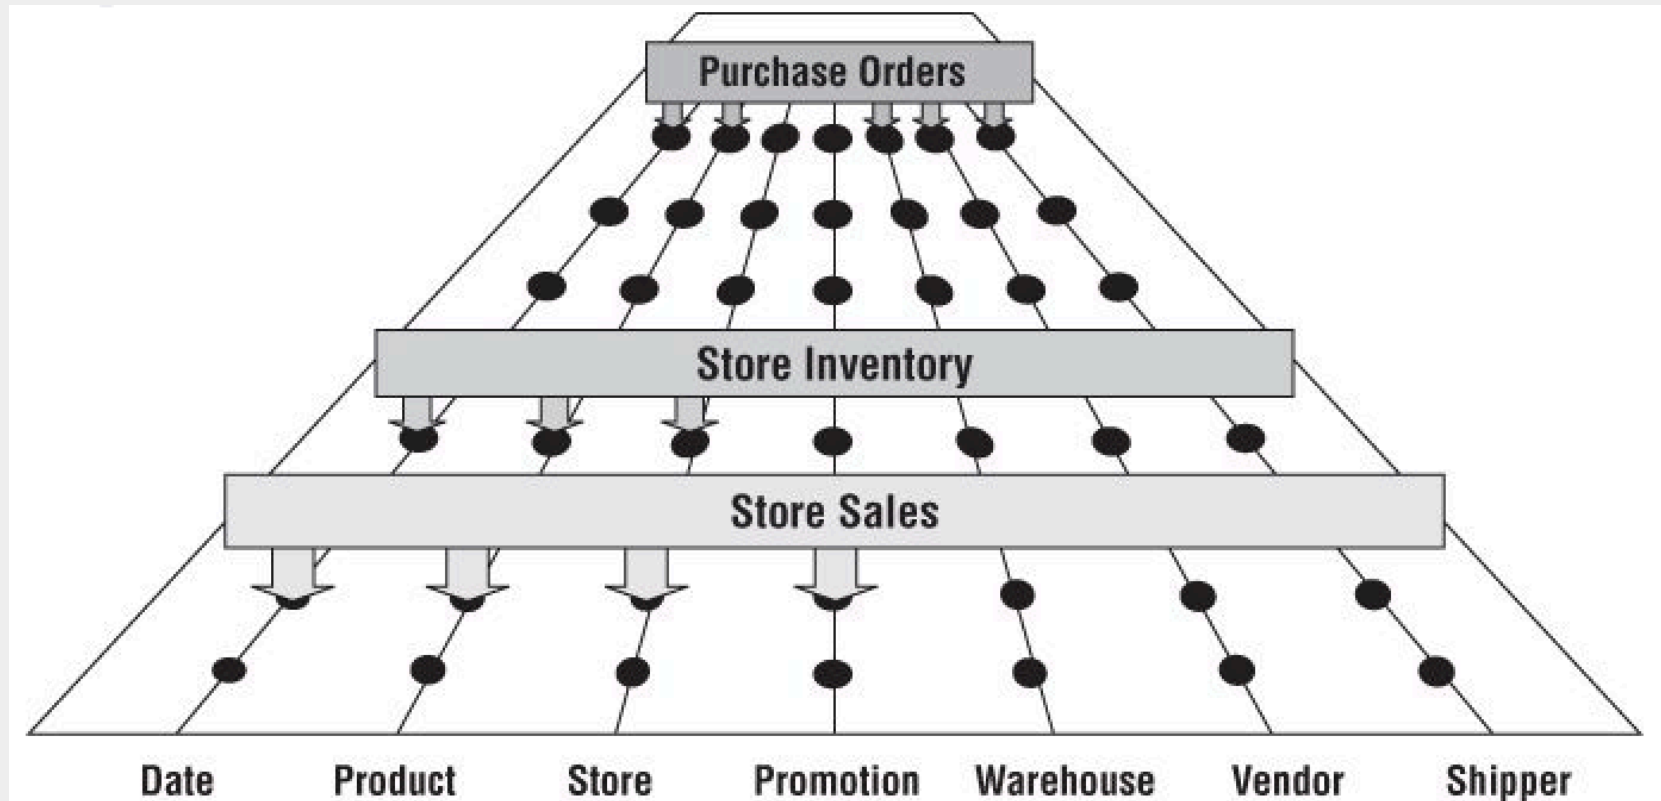 Purchase Orders
Store Inventory
Store Sales
Date Product Store Promotion Warehouse Vendor Shipper